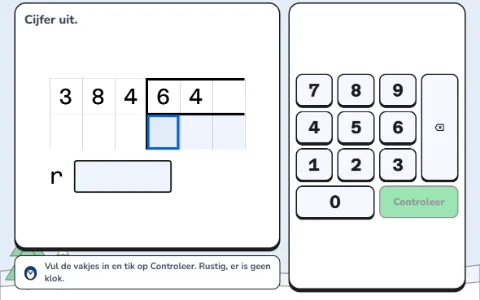 Cijfer uit.
3 8 4 6 4
r
7 8 9
4 5 6
1 2 3
0 Controleer
Vul de vakjes in en tik op Controleer. Rustig, er is geen
klok.